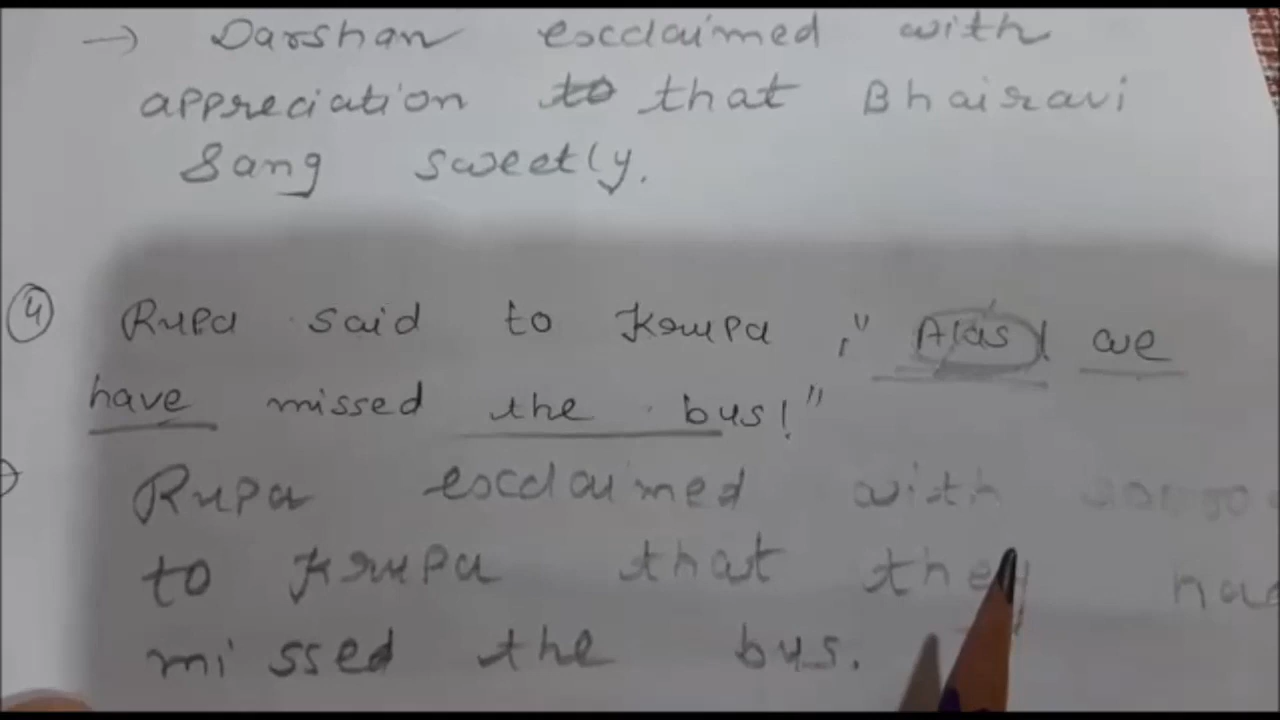 → Darshan exclaimed with
appreciation to that Bhairavi
sang sweetly.
④ Rupa said to Krupa, "Alas! we
have missed the bus!"
Rupa exclaimed with
to Krupa that they
missed the bus.